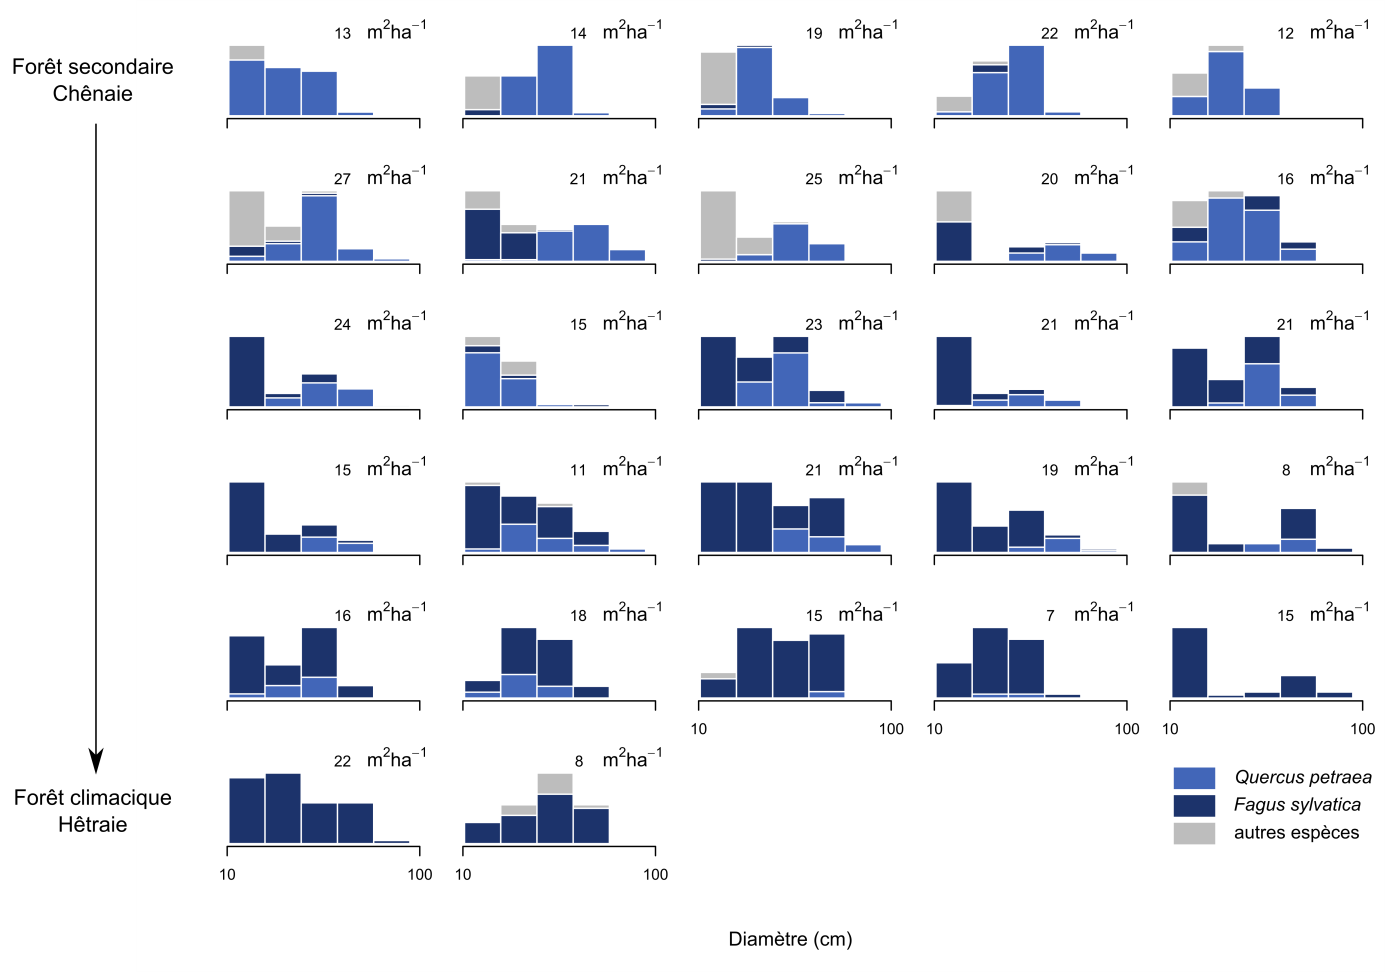 13 m²ha⁻¹ 14 m²ha⁻¹ 19 m²ha⁻¹ 22 m²ha⁻¹ 12 m²ha⁻¹
Forêt secondaire
Chênaie
27 m²ha⁻¹ 21 m²ha⁻¹ 25 m²ha⁻¹ 20 m²ha⁻¹ 16 m²ha⁻¹
24 m²ha⁻¹ 15 m²ha⁻¹ 23 m²ha⁻¹ 21 m²ha⁻¹ 21 m²ha⁻¹
15 m²ha⁻¹ 11 m²ha⁻¹ 21 m²ha⁻¹ 19 m²ha⁻¹ 8 m²ha⁻¹
16 m²ha⁻¹ 18 m²ha⁻¹ 15 m²ha⁻¹ 7 m²ha⁻¹ 15 m²ha⁻¹
10 100 10 100 10 100
22 m²ha⁻¹ 8 m²ha⁻¹
Forêt climacique
Hêtraie
10 100 10 100
Quercus petraea
Fagus sylvatica
autres espèces
Diamètre (cm)